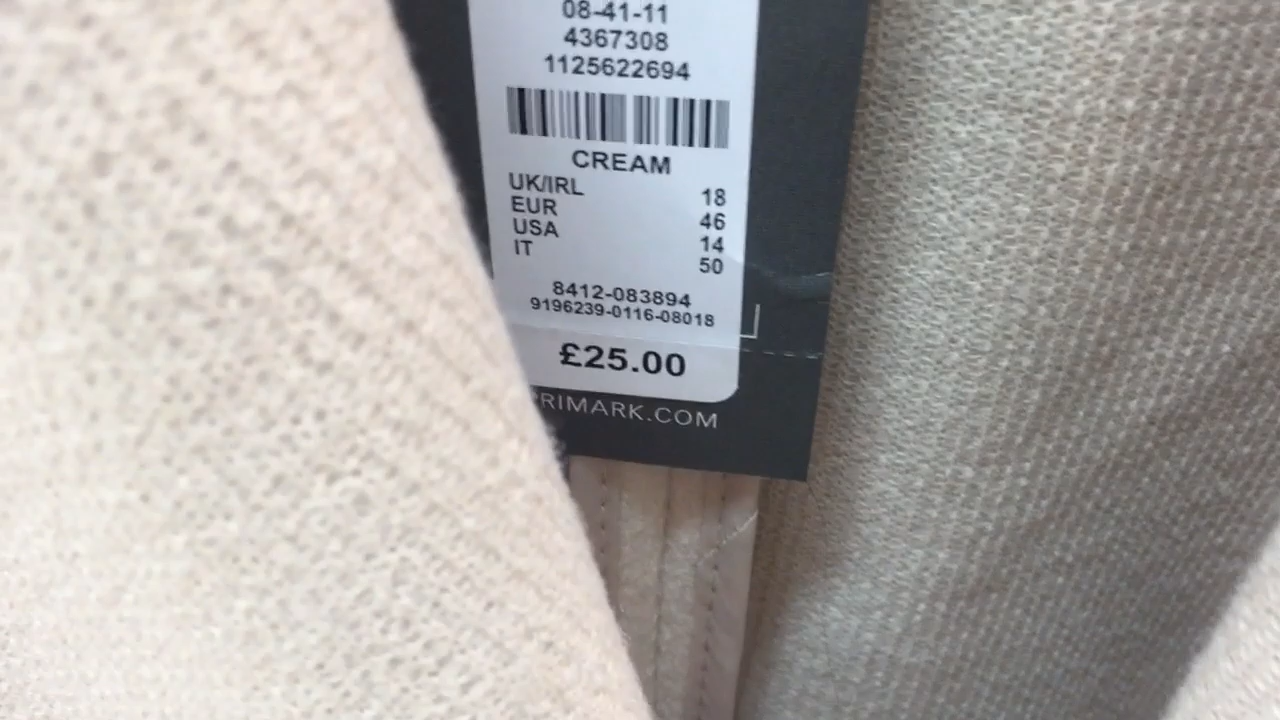 08-41-11
4367308
1125622694
CREAM
UK/IRL 18
EUR 46
USA 14
IT 50
8412-083894
9196239-0116-08018
£25.00
PRIMARK.COM